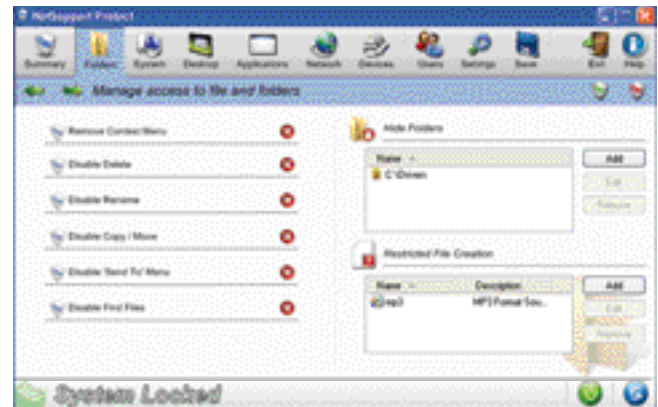 NetSupport Protect
Summary Folders System Desktop Applications Network Devices Users Settings Save Exit Help
Manage access to file and folders
Remove Context Menu
Disable Delete
Disable Rename
Disable Copy / Move
Disable 'Send To' Menu
Disable Find Files
Hide Folders
Name
Add
C:\Drivers
Edit
Remove
Restricted File Creation
Name Description
Add
mp3 MP3 Format Sou...
Edit
Remove
System Locked